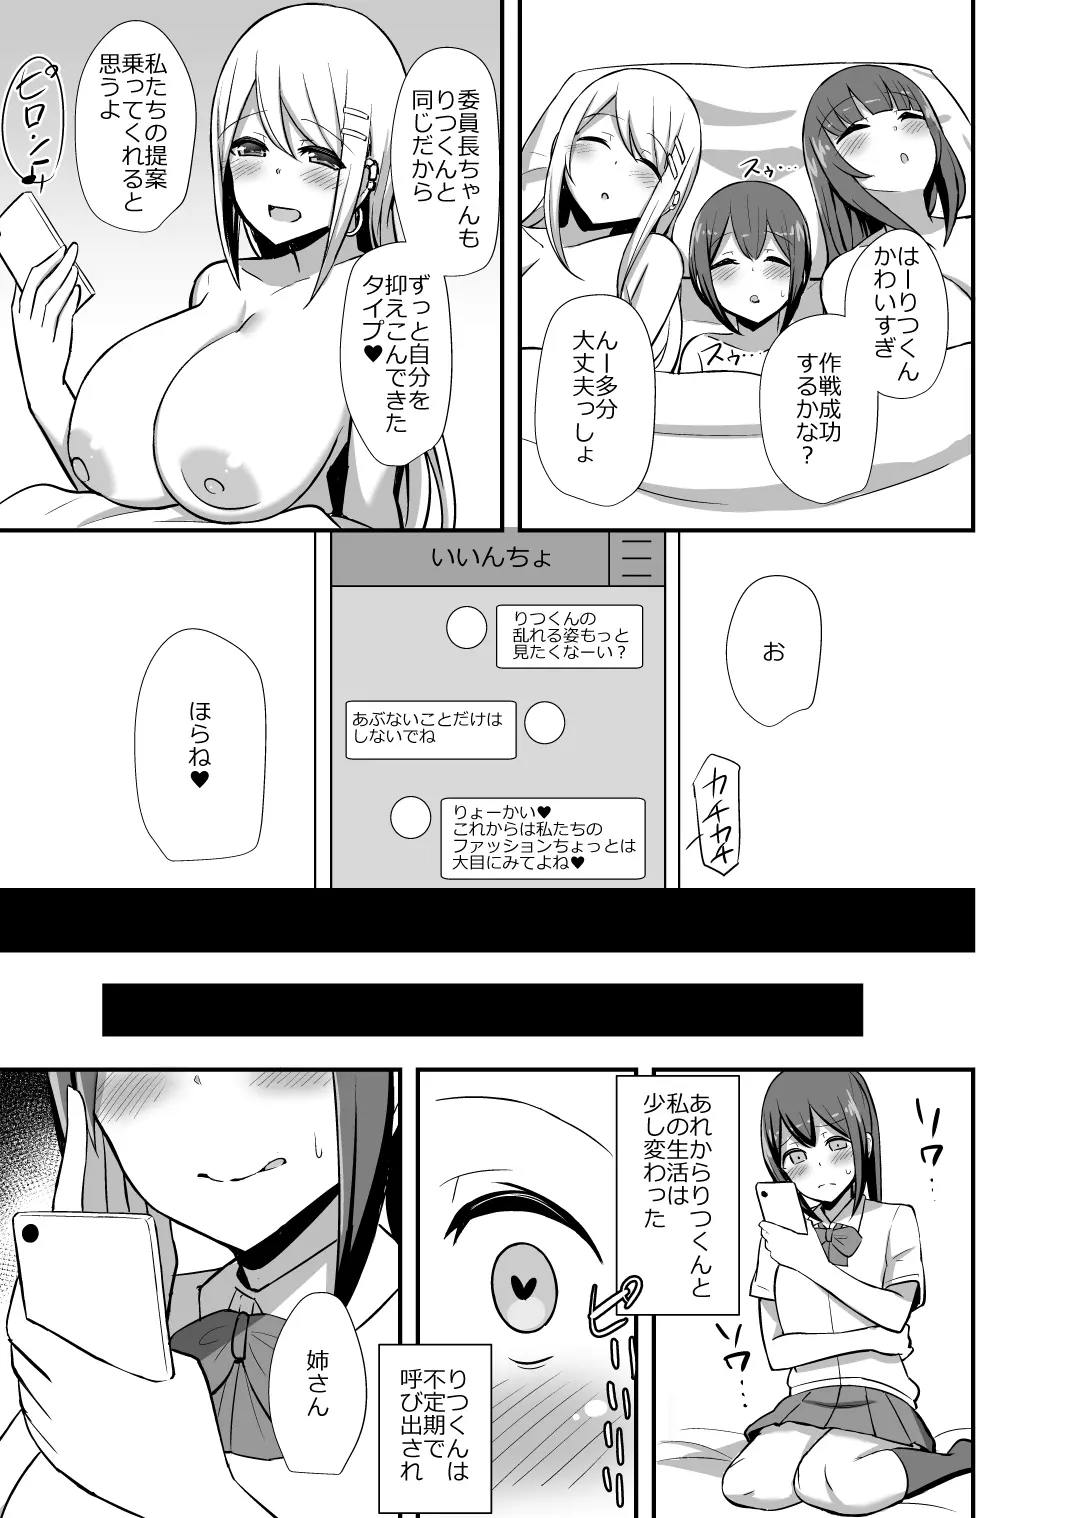 はーりつくん
かわいすぎ
作戦成功
するかな？
スゥ…
スゥ…
んー多分
大丈夫っしょ
委員長ちゃんも
りつくんと
同じだから
ずっと自分を
抑えこんできた
タイプ♥
私たちの提案
乗ってくれると
思うよ
ピロン
お
カチカチ
いいんちょ
りつくんの
乱れる姿もっと
見たくなーい？
あぶないことだけは
しないでね
りょーかい♥
これからは私たちの
ファッションちょっとは
大目にみてよね♥
ほらね♥
あれからりつくんと
私の生活は
少し変わった
りつくんは
不定期で
呼び出され
姉さん